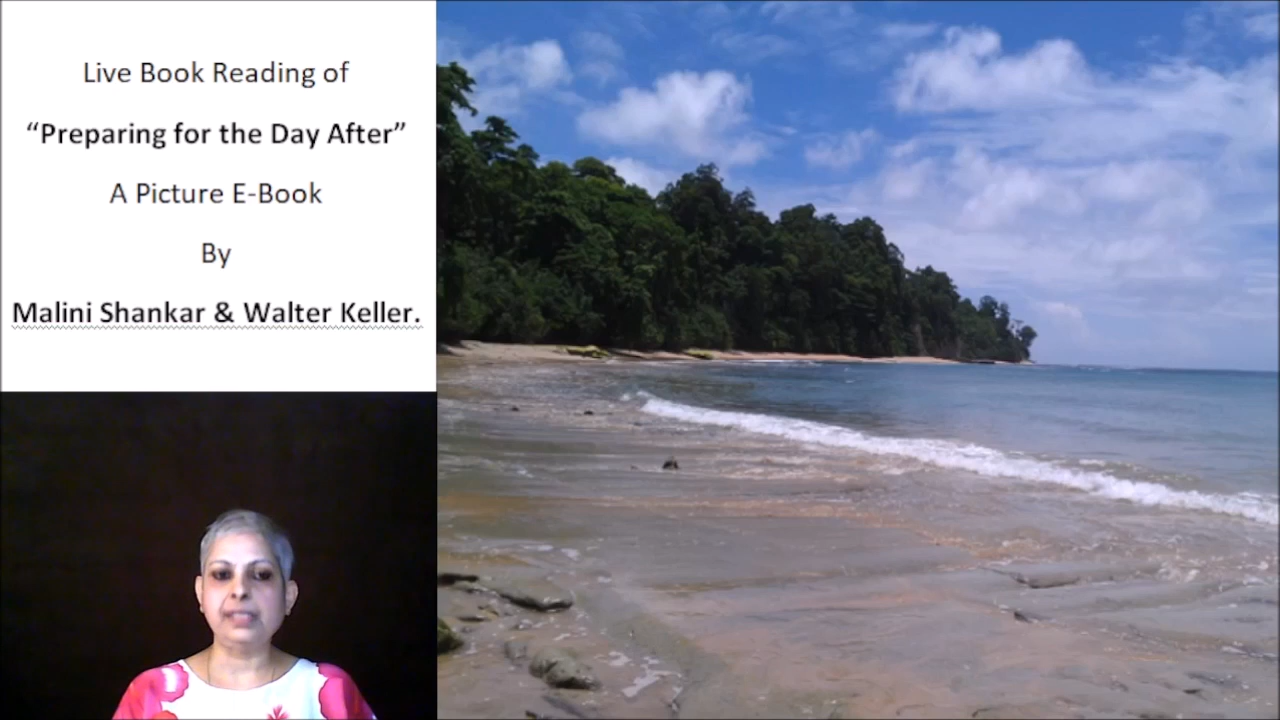 Live Book Reading of
“Preparing for the Day After”
A Picture E-Book
By
Malini Shankar & Walter Keller.